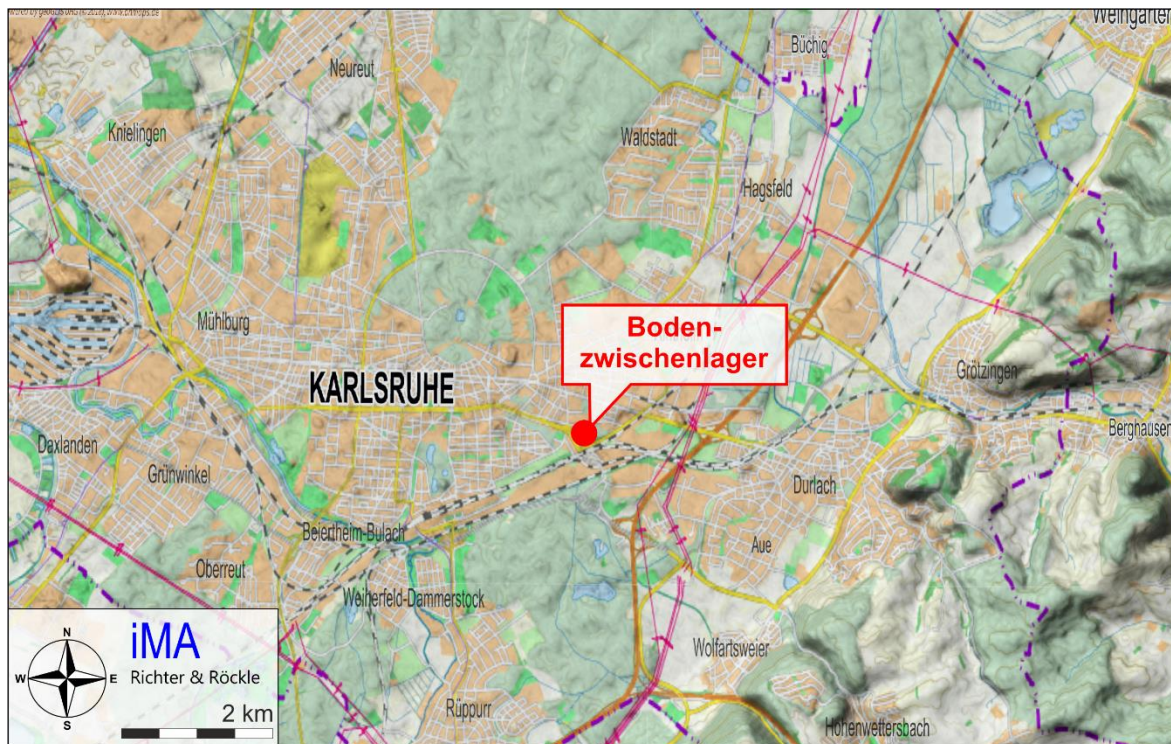 Weingarten
Büchig
Neureut
Knielingen
Waldstadt
Hagsfeld
Boden-
zwischenlager
Mühlburg
KARLSRUHE
Grötzingen
Berghausen
Daxlanden
Grünwinkel
Durlach
Beiertheim-Bulach
Aue
Oberreut
Weiherfeld-Dammerstock
Wolfartsweier
Rüppurr
Hohenwettersbach
N
W
E
S
iMA
Richter & Röckle
2 km